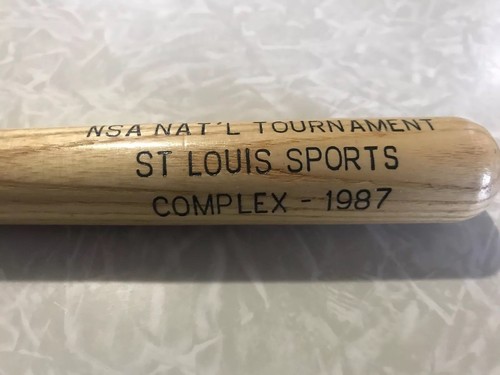 NSA NAT'L TOURNAMENT
ST LOUIS SPORTS
COMPLEX - 1987